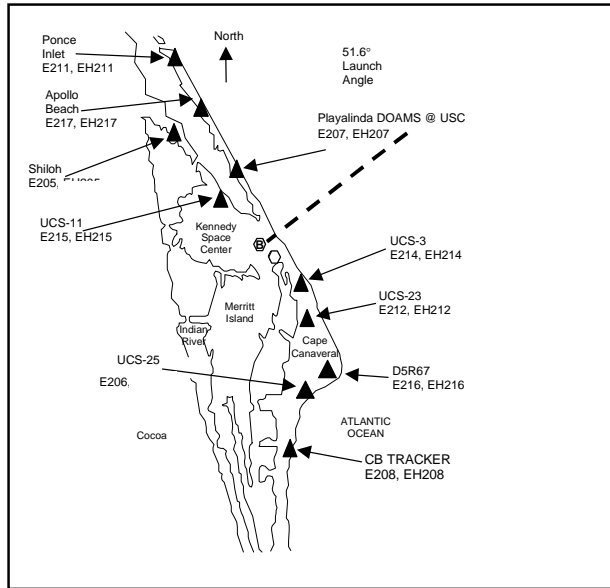 Ponce
Inlet
E211, EH211
North
51.6°
Launch
Angle
Apollo
Beach
E217, EH217
Playalinda DOAMS @ USC
E207, EH207
Shiloh
E205,
UCS-11
E215, EH215
Kennedy
Space
Center
UCS-3
E214, EH214
UCS-23
E212, EH212
Merritt
Island
Indian
River
Cape
Canaveral
UCS-25
E206,
D5R67
E216, EH216
ATLANTIC
OCEAN
Cocoa
CB TRACKER
E208, EH208